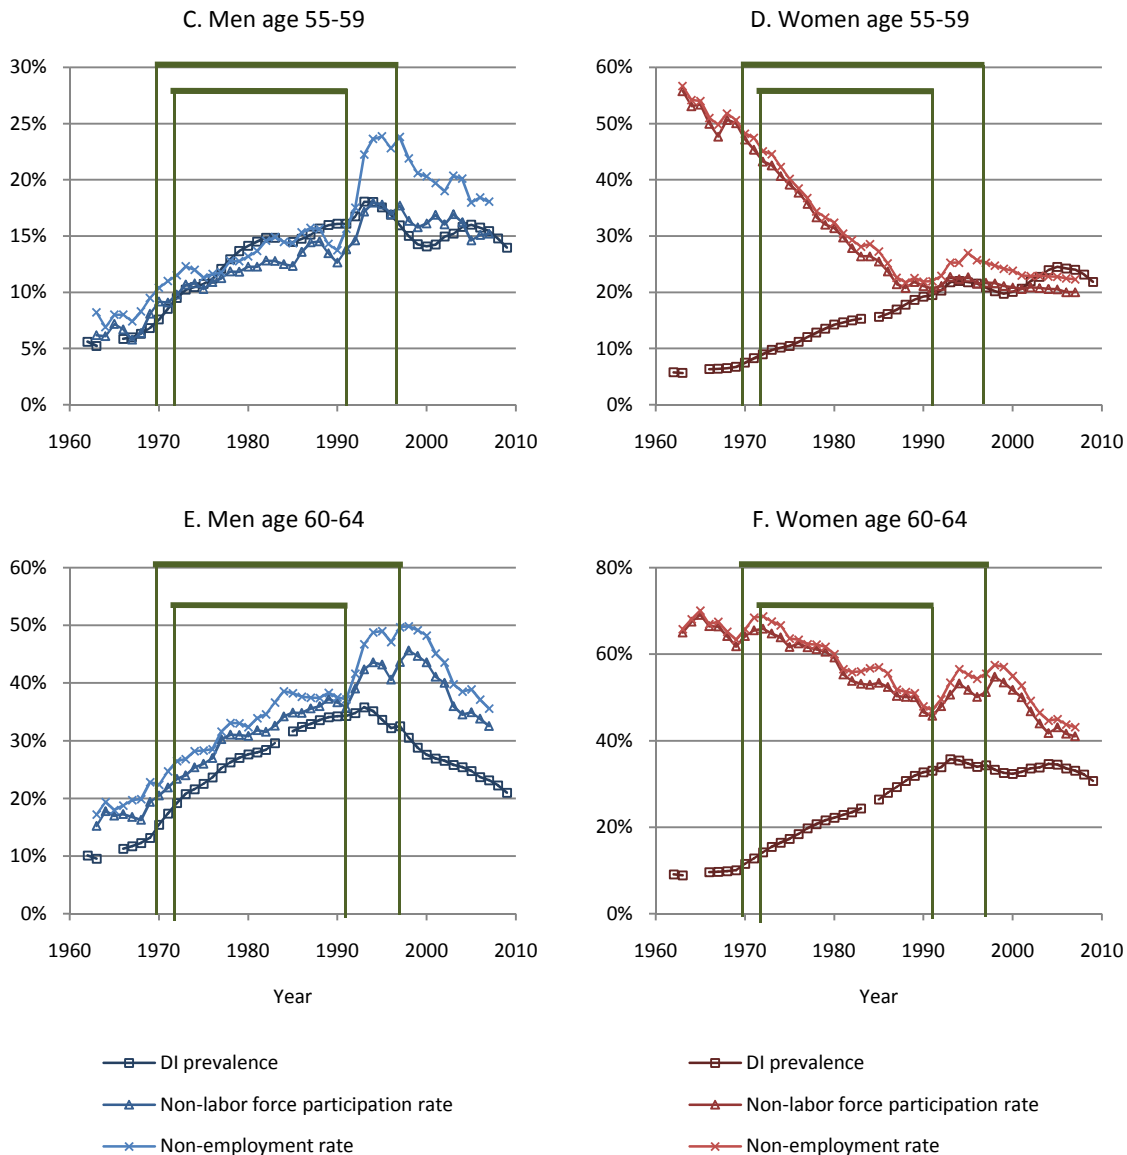 C. Men age 55-59
D. Women age 55-59
30%
25%
20%
15%
10%
5%
0%
1960 1970 1980 1990 2000 2010
60%
50%
40%
30%
20%
10%
0%
1960 1970 1980 1990 2000 2010
E. Men age 60-64
F. Women age 60-64
60%
50%
40%
30%
20%
10%
0%
1960 1970 1980 1990 2000 2010
Year
80%
60%
40%
20%
0%
1960 1970 1980 1990 2000 2010
Year
DI prevalence
Non-labor force participation rate
Non-employment rate
DI prevalence
Non-labor force participation rate
Non-employment rate